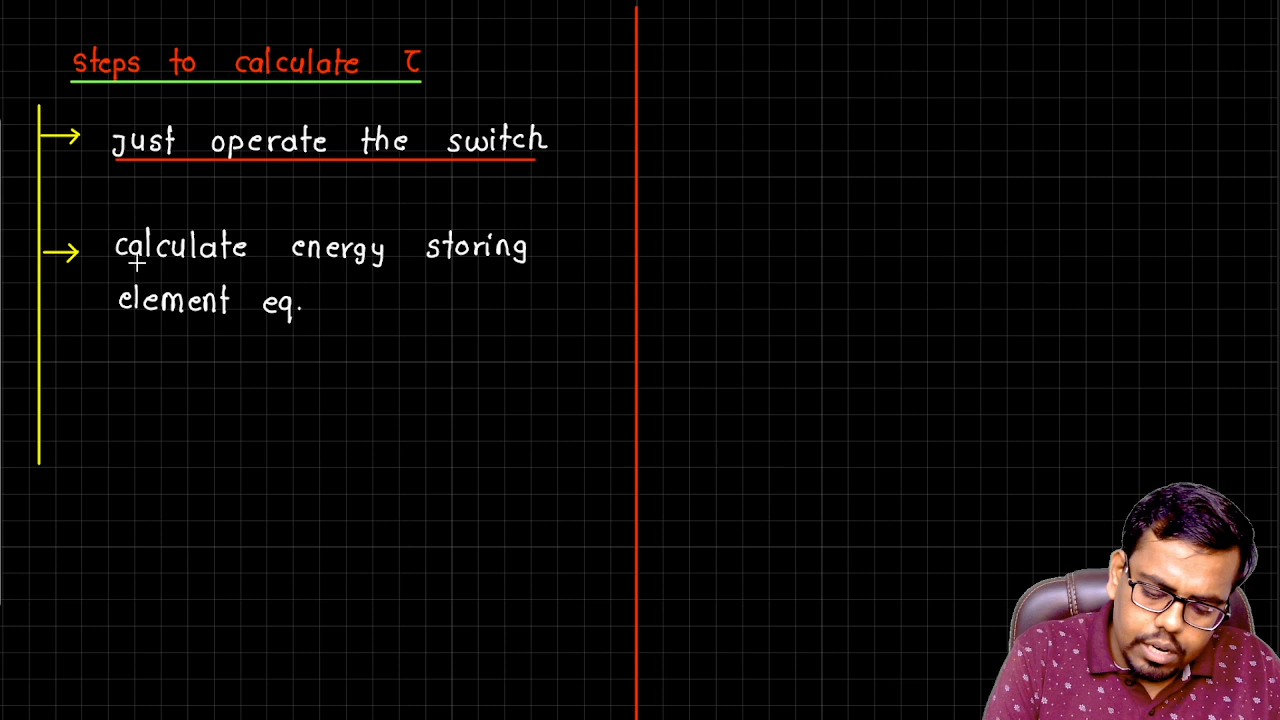 steps to calculate τ
just operate the switch
calculate energy storing
element eq.